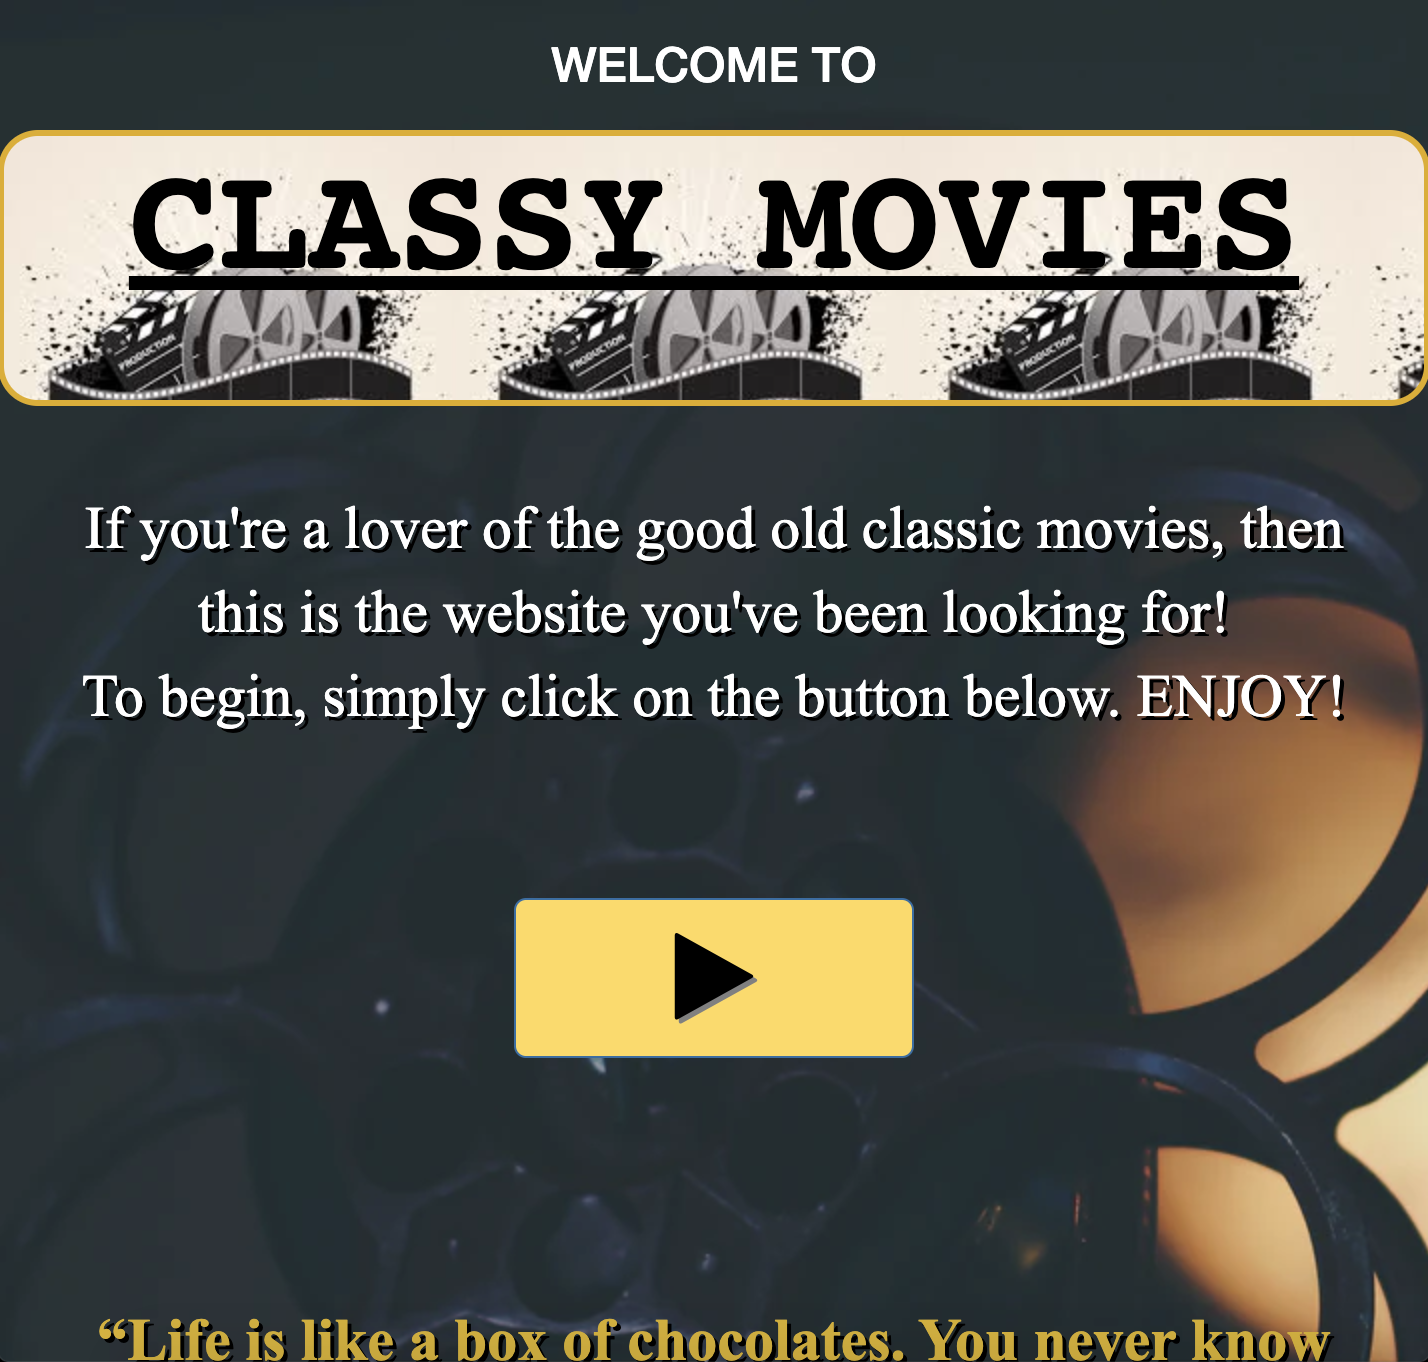 WELCOME TO
CLASSY MOVIES
PRODUCTION
PRODUCTION
PRODUCTION
If you're a lover of the good old classic movies, then
this is the website you've been looking for!
To begin, simply click on the button below. ENJOY!
“Life is like a box of chocolates. You never know